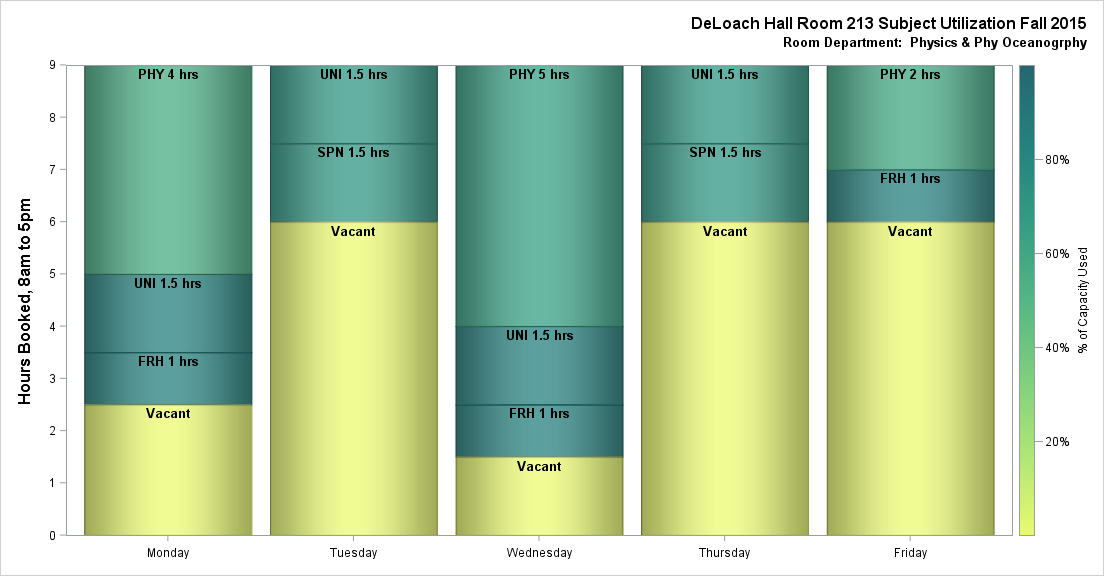 DeLoach Hall Room 213 Subject Utilization Fall 2015
Room Department:  Physics & Phy Oceanogrphy
Hours Booked, 8am to 5pm
9
8
7
6
5
4
3
2
1
0
PHY 4 hrs
UNI 1.5 hrs
FRH 1 hrs
Vacant
UNI 1.5 hrs
SPN 1.5 hrs
Vacant
PHY 5 hrs
UNI 1.5 hrs
FRH 1 hrs
Vacant
UNI 1.5 hrs
SPN 1.5 hrs
Vacant
PHY 2 hrs
FRH 1 hrs
Vacant
Monday
Tuesday
Wednesday
Thursday
Friday
80%
60%
40%
20%
% of Capacity Used